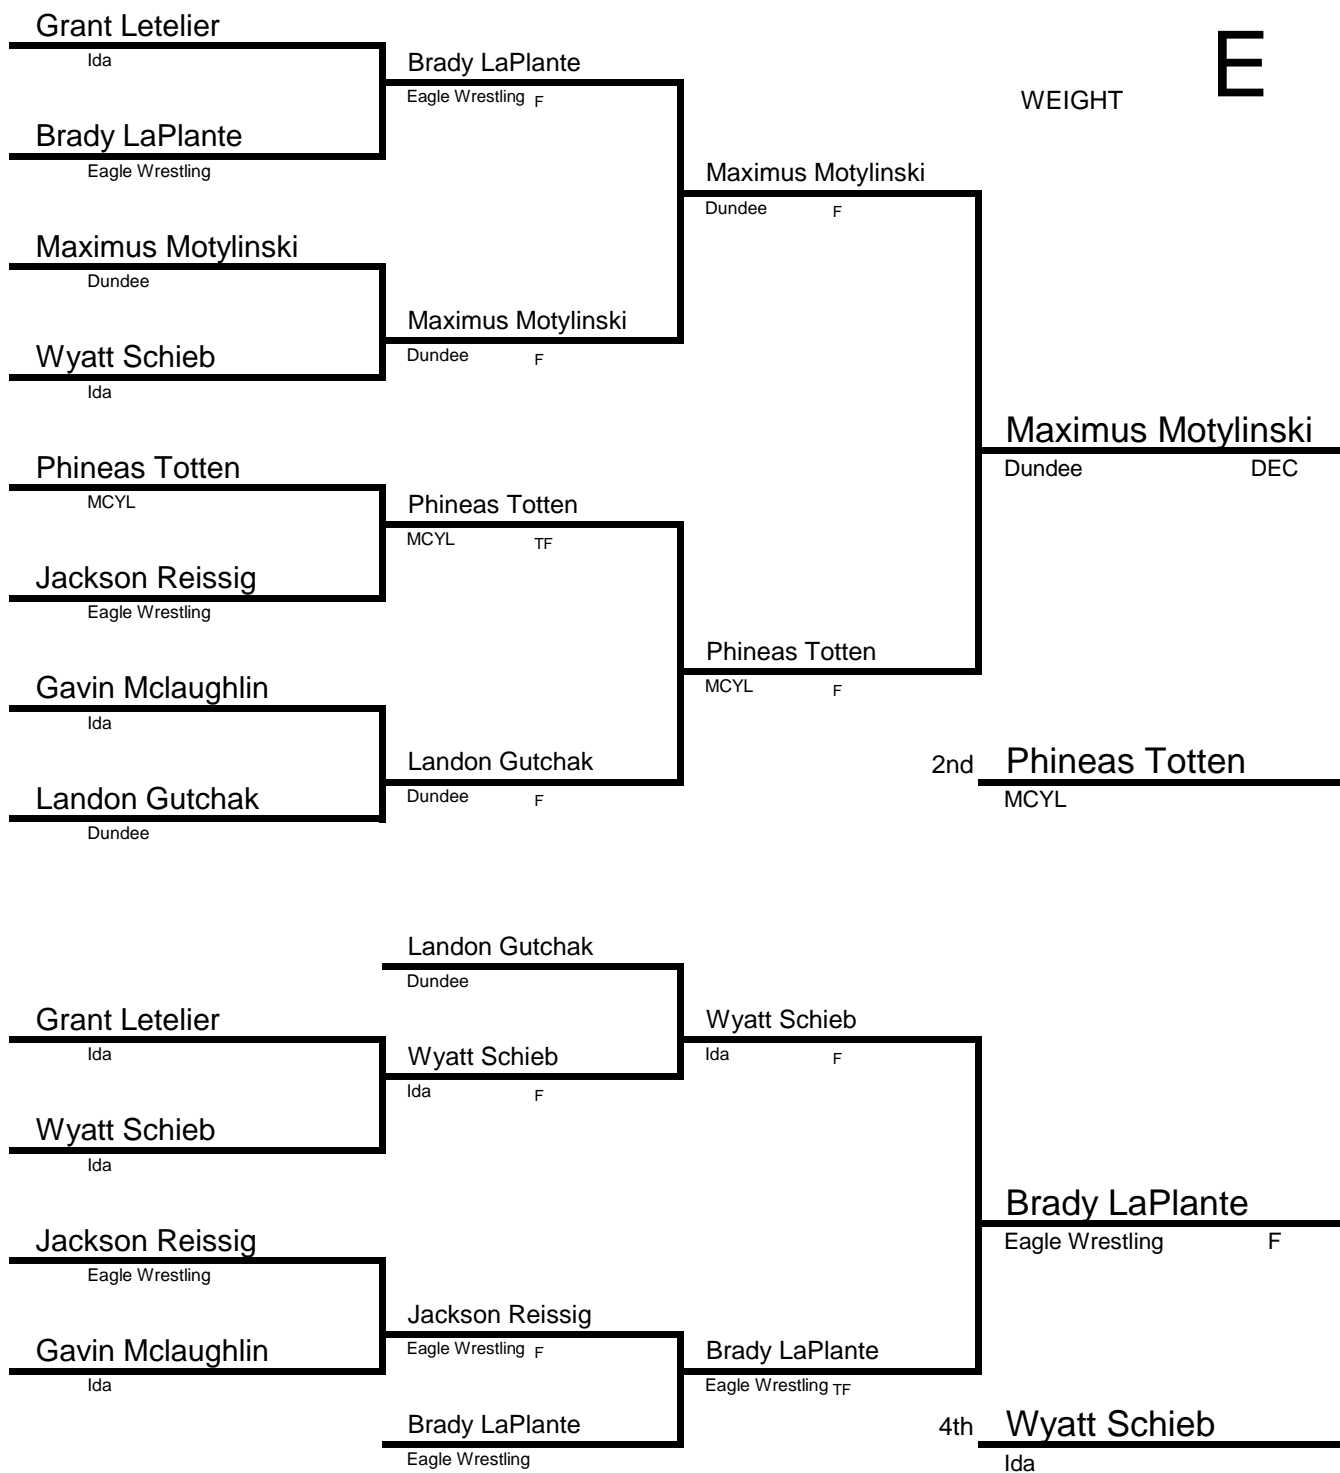 Grant Letelier
Ida
Brady LaPlante
Eagle Wrestling F
E
WEIGHT
Brady LaPlante
Eagle Wrestling
Maximus Motylinski
Dundee F
Maximus Motylinski
Dundee
Maximus Motylinski
Dundee F
Wyatt Schieb
Ida
Maximus Motylinski
Dundee DEC
Phineas Totten
MCYL
Phineas Totten
MCYL TF
Jackson Reissig
Eagle Wrestling
Phineas Totten
MCYL F
Gavin Mclaughlin
Ida
Landon Gutchak
Dundee F
2nd Phineas Totten
MCYL
Landon Gutchak
Dundee
Landon Gutchak
Dundee
Grant Letelier
Ida
Wyatt Schieb
Ida F
Wyatt Schieb
Ida F
Wyatt Schieb
Ida
Brady LaPlante
Eagle Wrestling F
Jackson Reissig
Eagle Wrestling
Jackson Reissig
Eagle Wrestling F
Gavin Mclaughlin
Ida
Brady LaPlante
Eagle Wrestling TF
Brady LaPlante
Eagle Wrestling
4th Wyatt Schieb
Ida